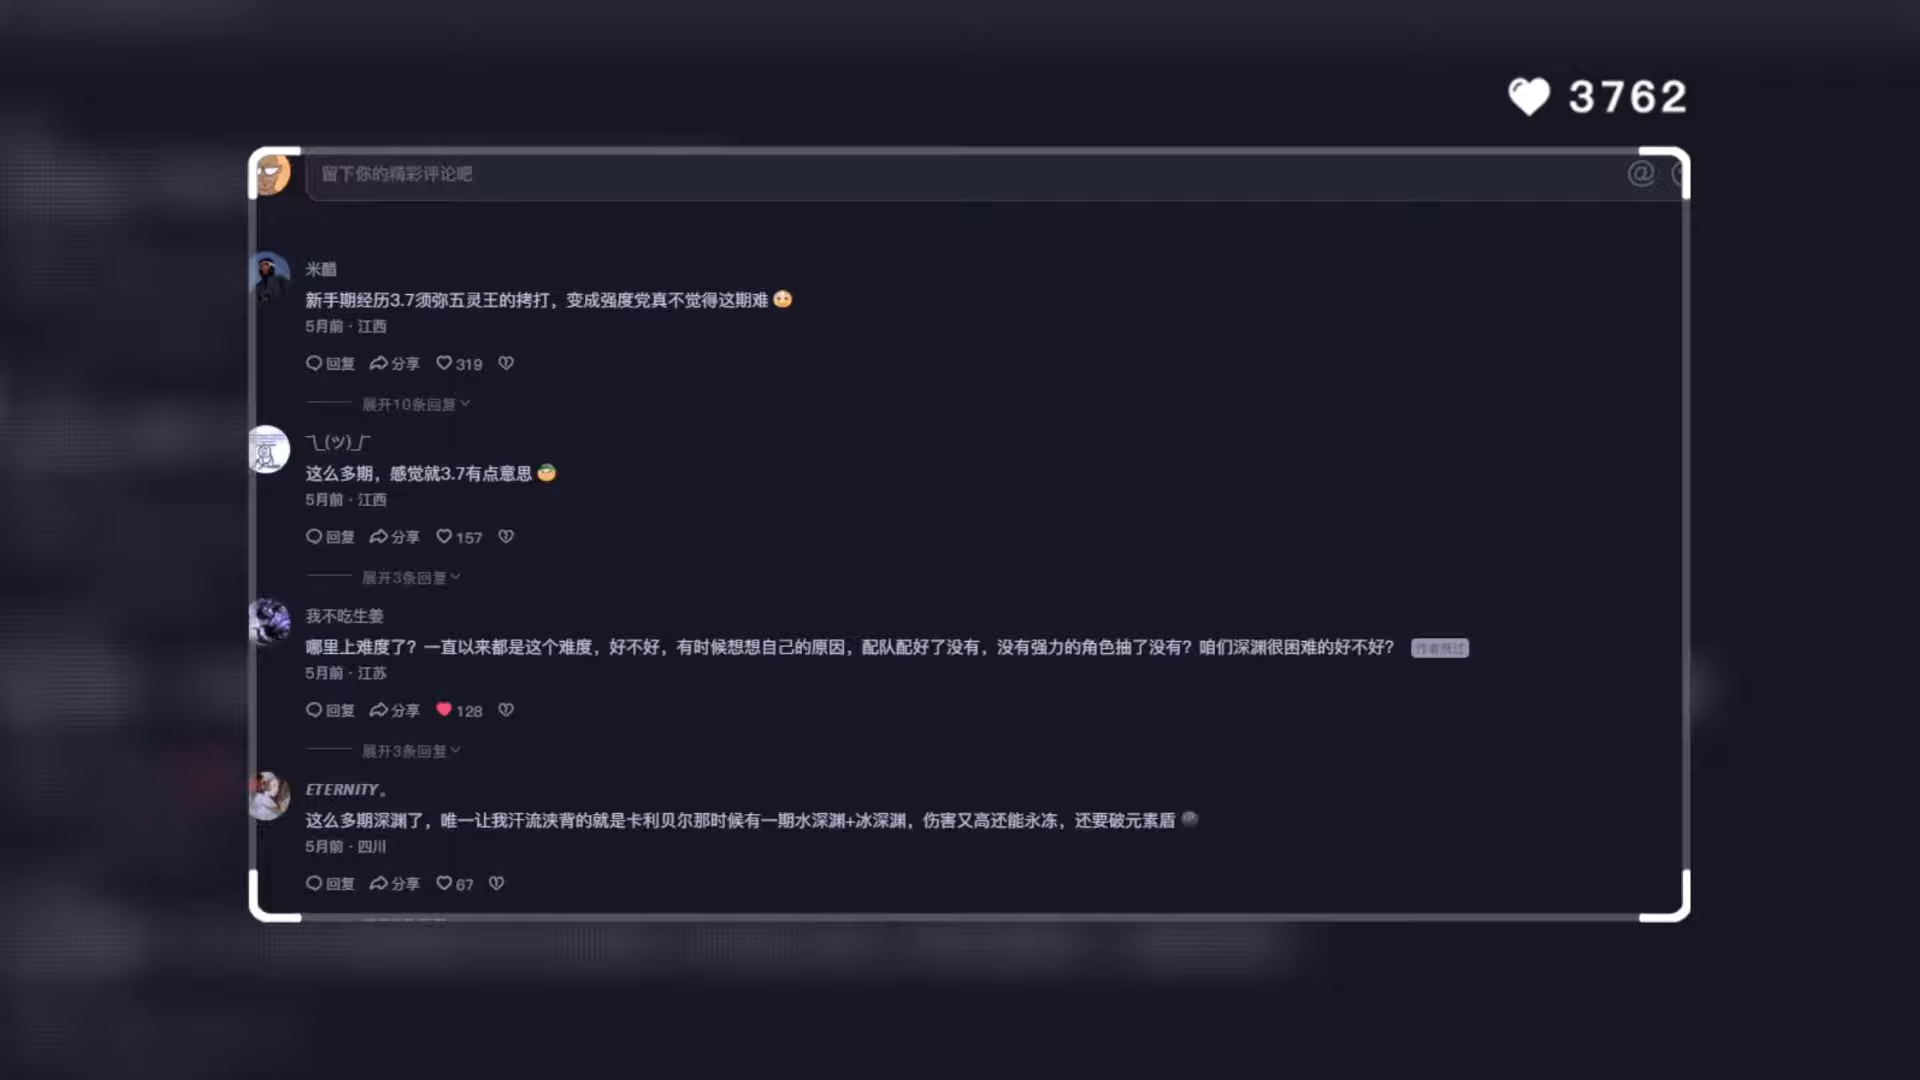 3762
留下你的精彩评论吧
@
米醋
新手期经历3.7须弥五灵王的拷打，变成强度党真不觉得这期难
5月前 · 江西
回复 分享 319
展开10条回复
¯\_(ツ)_/¯
这么多期，感觉就3.7有点意思
5月前 · 江西
回复 分享 157
展开3条回复
我不吃生姜
哪里上难度了？一直以来都是这个难度，好不好，有时候想想自己的原因，配队配好了没有，没有强力的角色抽了没有？咱们深渊很困难的好不好？ 作者赞过
5月前 · 江苏
回复 分享 128
展开3条回复
ETERNITY。
这么多期深渊了，唯一让我汗流浃背的就是卡利贝尔那时候有一期水深渊+冰深渊，伤害又高还能永冻，还要破元素盾
5月前 · 四川
回复 分享 67